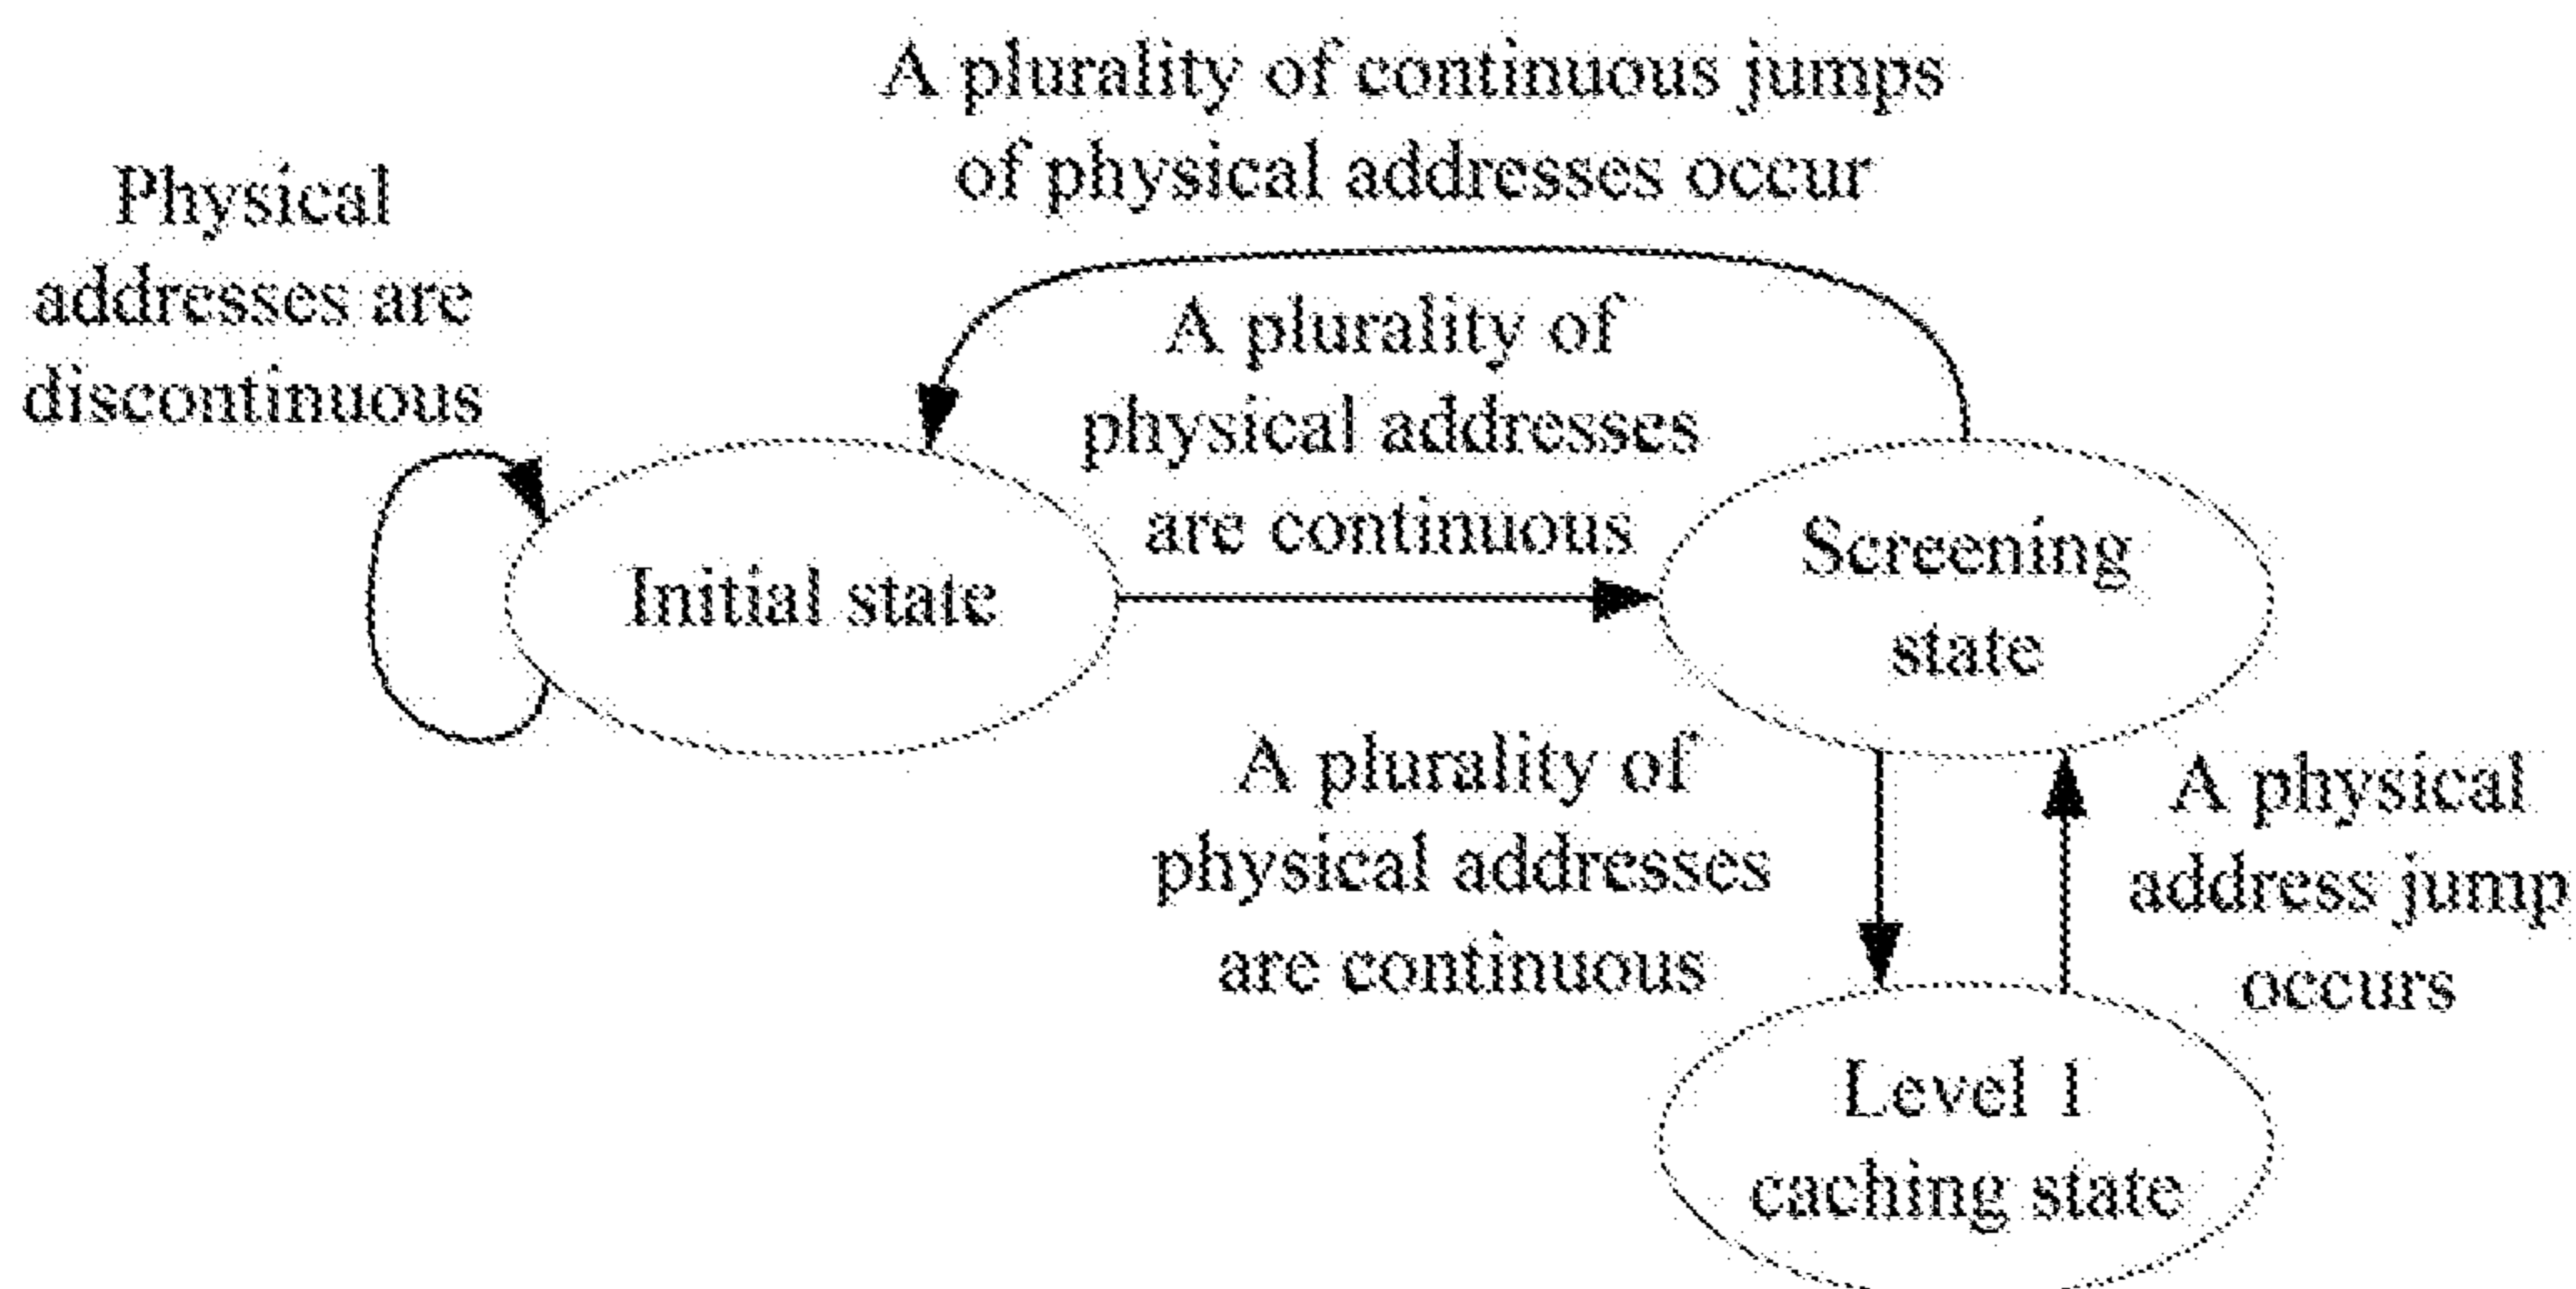 A plurality of continuous jumps
of physical addresses occur
Physical
addresses are
discontinuous
A plurality of
physical addresses
are continuous
Initial state
Screening
state
A plurality of
physical addresses
are continuous
A physical
address jump
occurs
Level 1
caching state